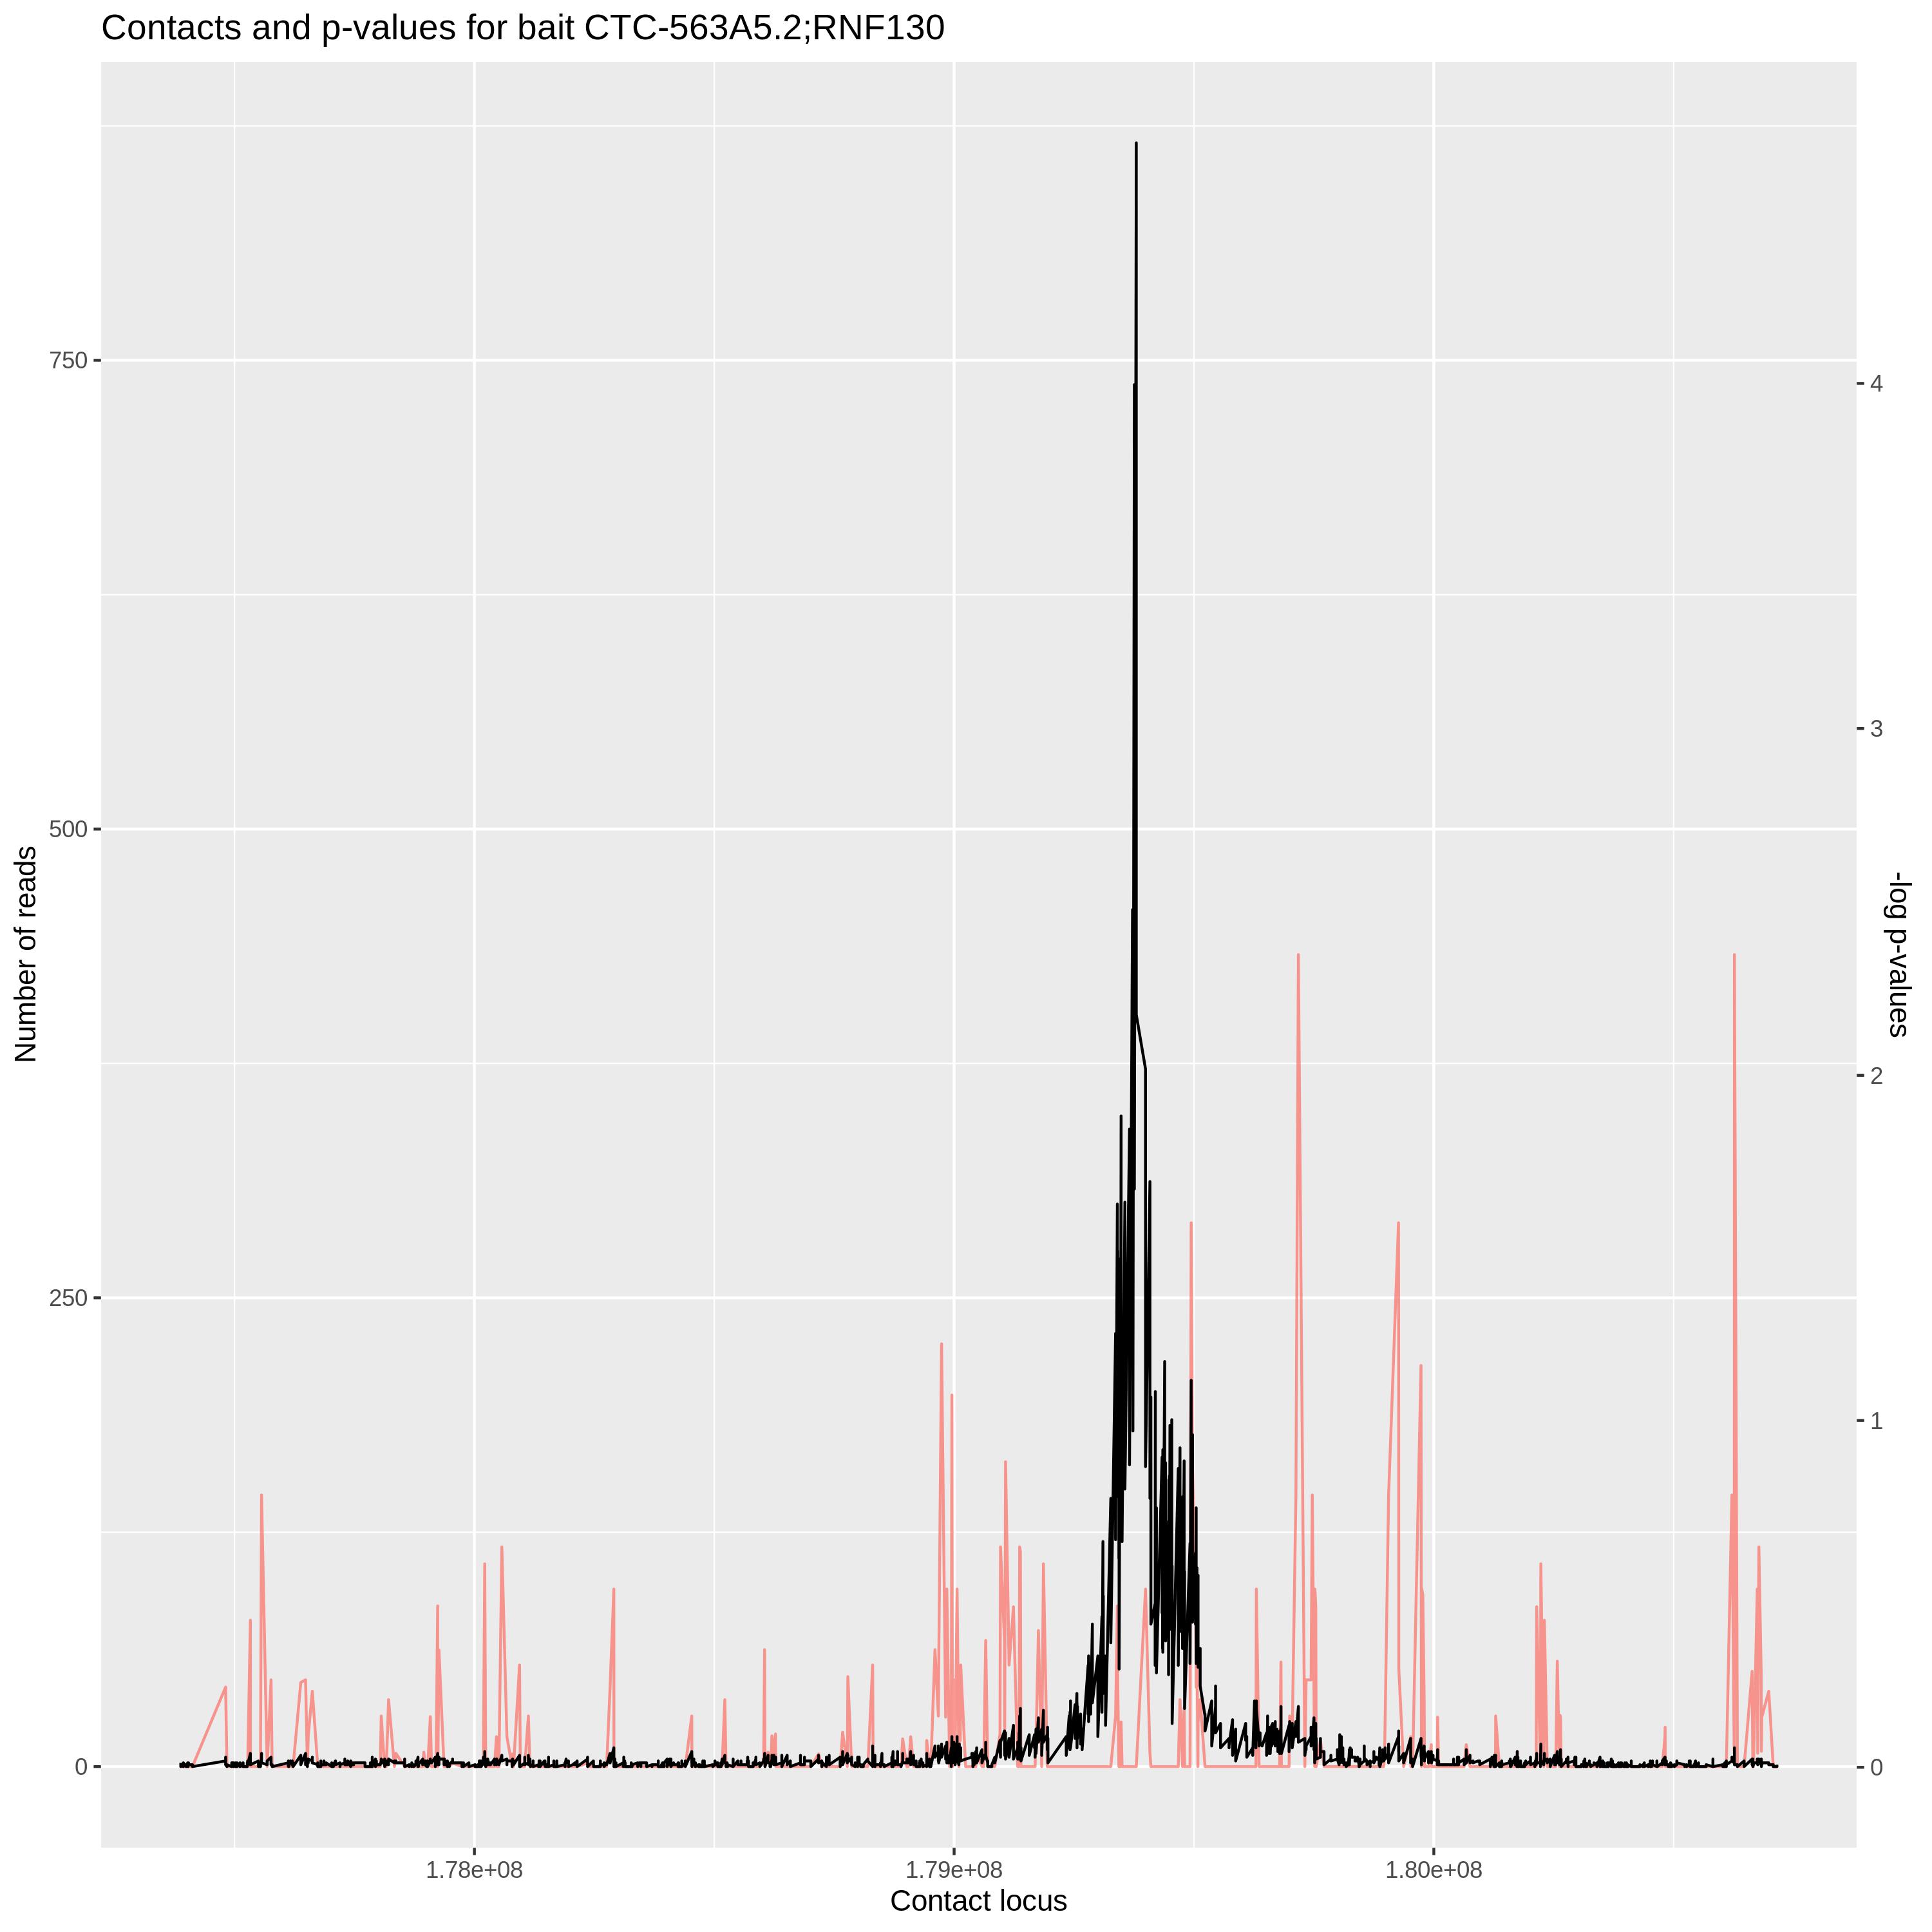 Contacts and p-values for bait CTC-563A5.2;RNF130
Number of reads
750
500
250
0
4
3
2
1
0
-log p-values
1.78e+08
1.79e+08
1.80e+08
Contact locus